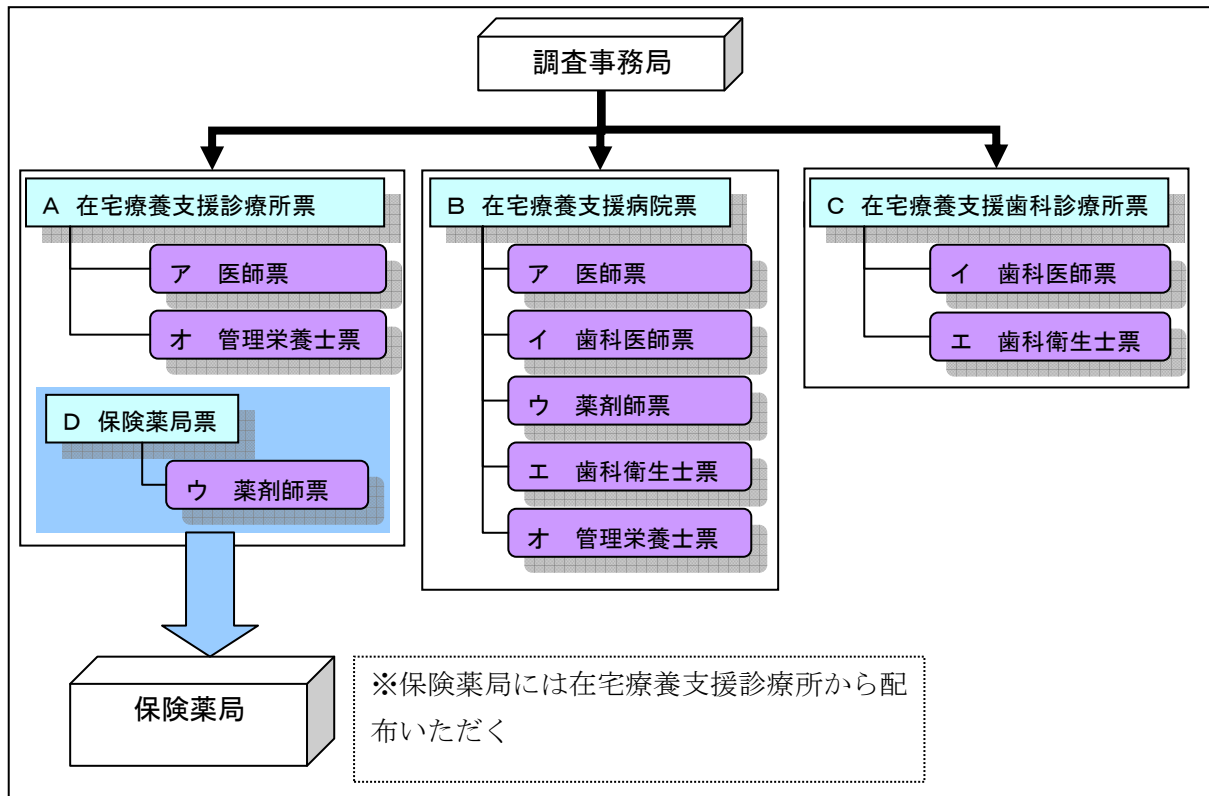 調査事務局
A 在宅療養支援診療所票
ア 医師票
オ 管理栄養士票
D 保険薬局票
ウ 薬剤師票
B 在宅療養支援病院票
ア 医師票
イ 歯科医師票
ウ 薬剤師票
エ 歯科衛生士票
オ 管理栄養士票
C 在宅療養支援歯科診療所票
イ 歯科医師票
エ 歯科衛生士票
保険薬局
※保険薬局には在宅療養支援診療所から配
布いただく